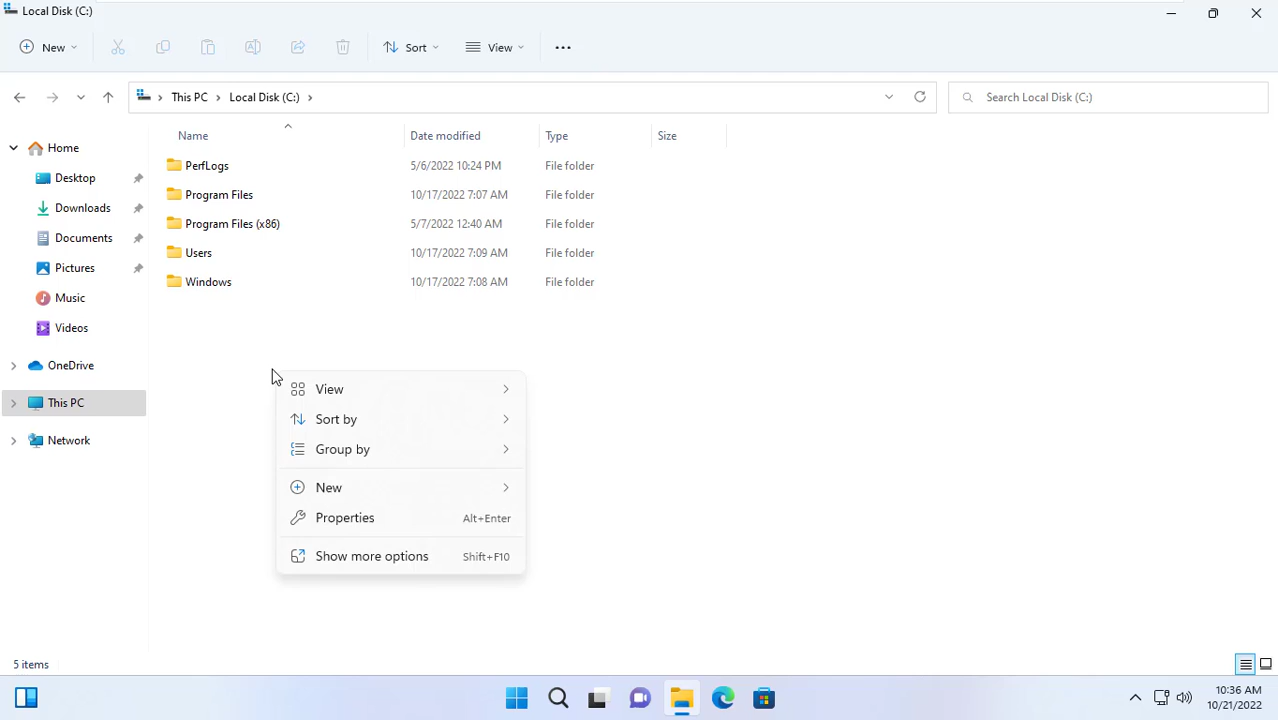 Local Disk (C:)
New
Sort
View
This PC
Local Disk (C:)
Search Local Disk (C:)
Name
Date modified
Type
Size
Home
Desktop
Downloads
Documents
Pictures
Music
Videos
OneDrive
This PC
Network
PerfLogs 5/6/2022 10:24 PM File folder
Program Files 10/17/2022 7:07 AM File folder
Program Files (x86) 5/7/2022 12:40 AM File folder
Users 10/17/2022 7:09 AM File folder
Windows 10/17/2022 7:08 AM File folder
View
Sort by
Group by
New
Properties Alt+Enter
Show more options Shift+F10
5 items
10:36 AM
10/21/2022